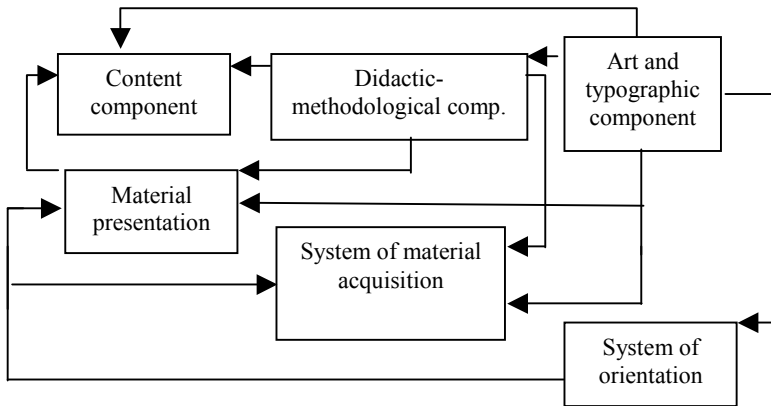 Content
component
Didactic-
methodological comp.
Art and
typographic
component
Material
presentation
System of material
acquisition
System of
orientation